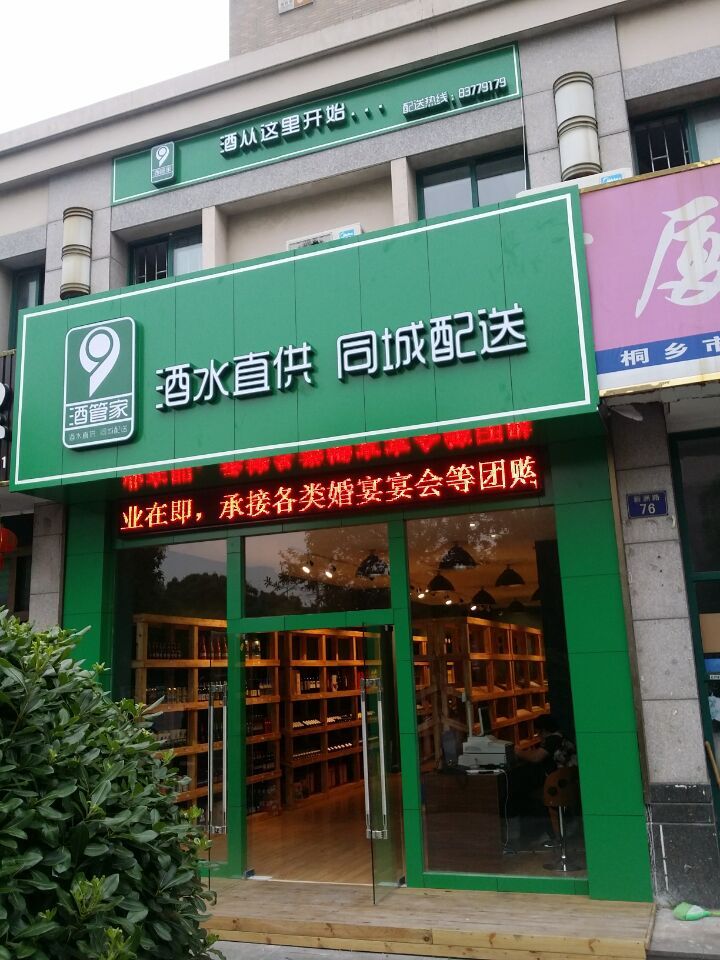 酒管家
酒从这里开始...
配送热线:83779179
酒管家
酒水直供 同城配送
酒水直供 同城配送
业在即，承接各类婚宴宴会等团购
桐乡市
76